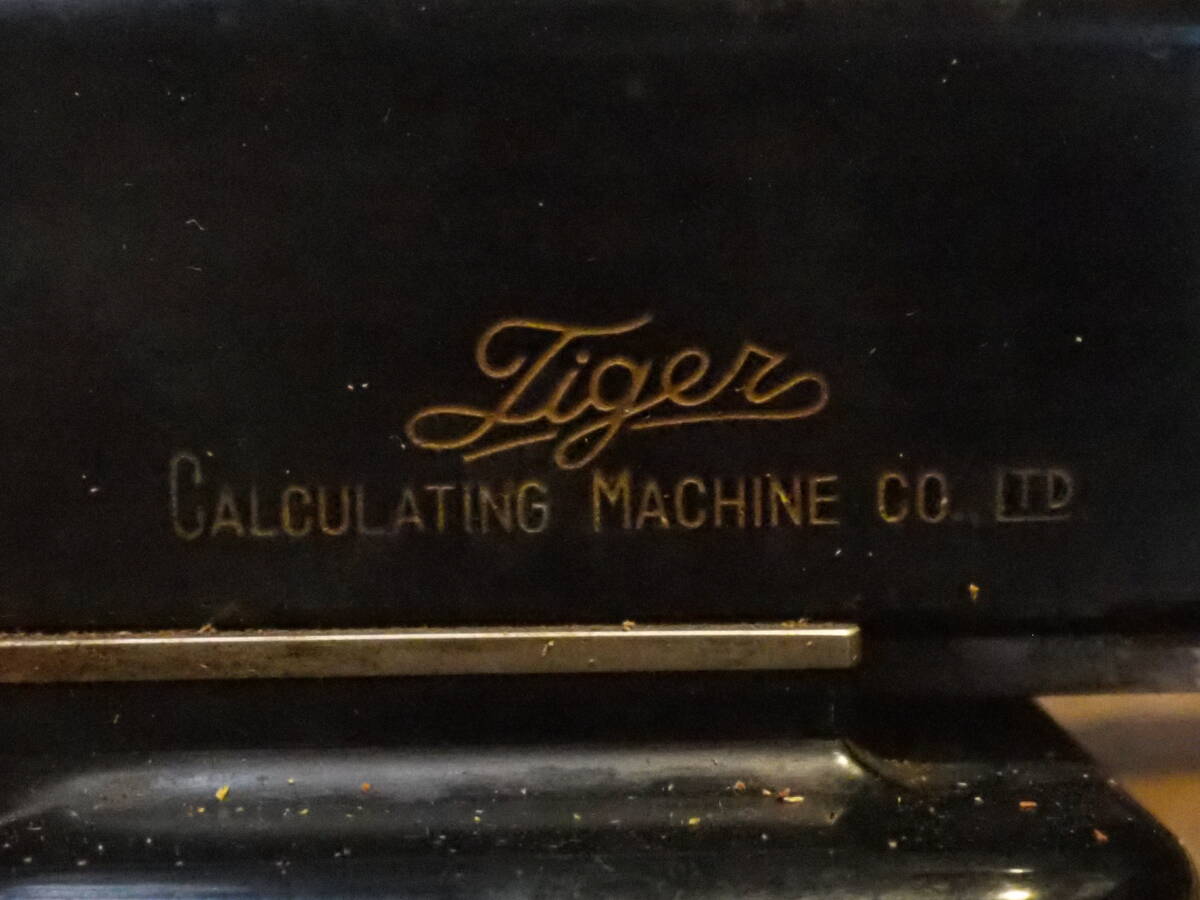 Tiger
CALCULATING MACHINE CO., LTD